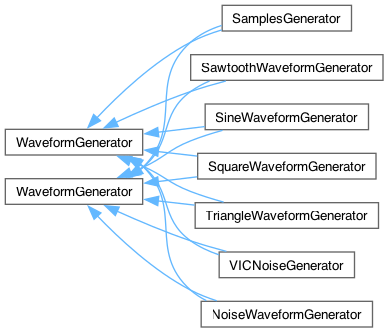 SamplesGenerator
SawtoothWaveformGenerator
SineWaveformGenerator
WaveformGenerator
SquareWaveformGenerator
WaveformGenerator
TriangleWaveformGenerator
VICNoiseGenerator
NoiseWaveformGenerator